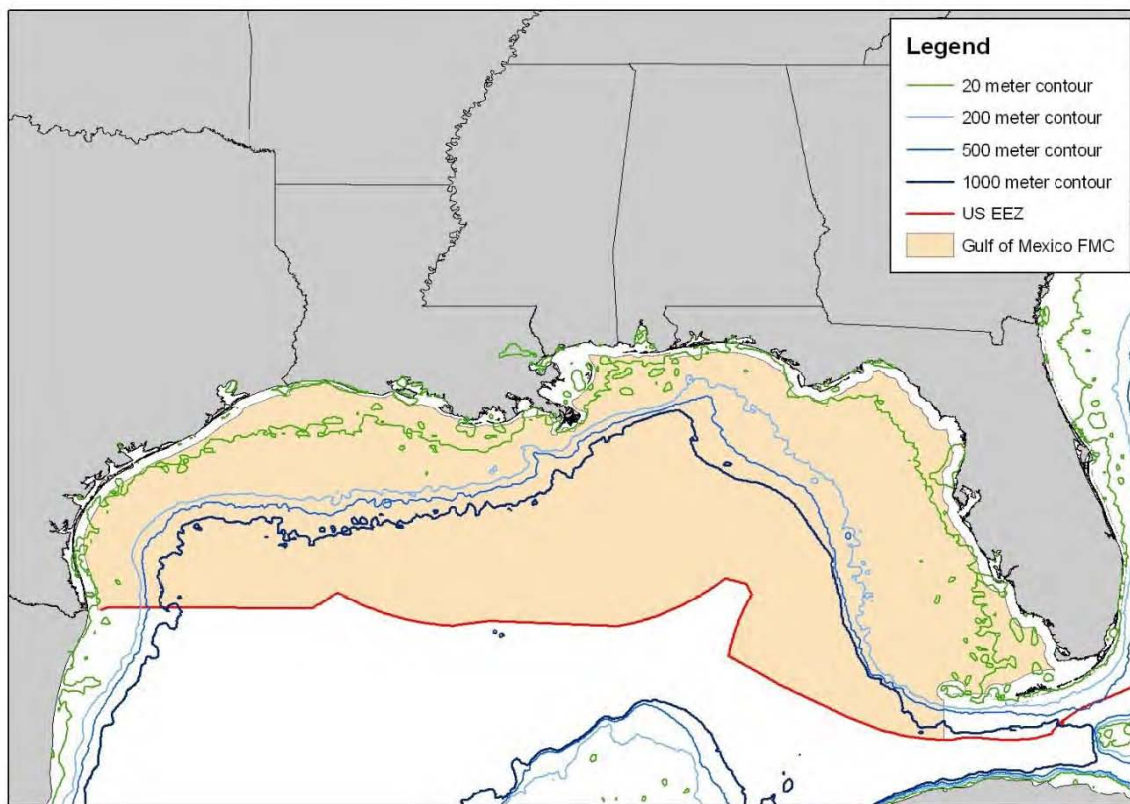 Legend
20 meter contour
200 meter contour
500 meter contour
1000 meter contour
US EEZ
Gulf of Mexico FMC